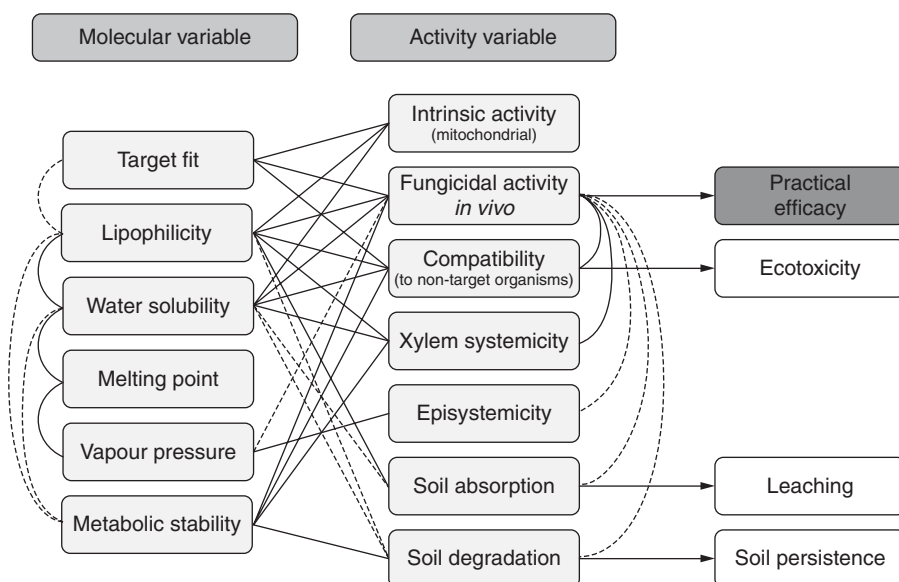 Molecular variable
Activity variable
Target fit
Lipophilicity
Water solubility
Melting point
Vapour pressure
Metabolic stability
Intrinsic activity
(mitochondrial)
Fungicidal activity
in vivo
Compatibility
(to non-target organisms)
Xylem systemicity
Episystemicity
Soil absorption
Soil degradation
Practical
efficacy
Ecotoxicity
Leaching
Soil persistence